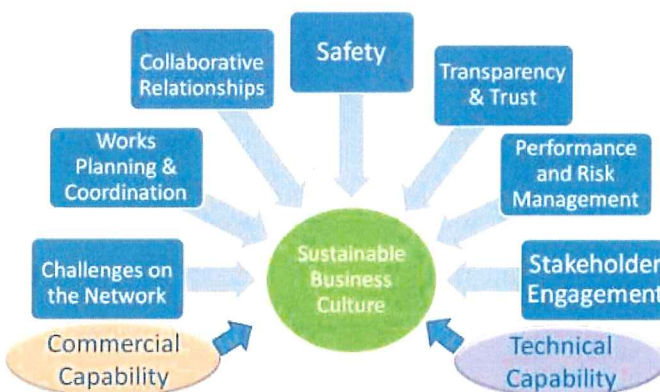 Safety
Collaborative
Relationships
Transparency
& Trust
Works
Planning &
Coordination
Performance
and Risk
Management
Sustainable
Business
Culture
Challenges on
the Network
Stakeholder
Engagement
Commercial
Capability
Technical
Capability